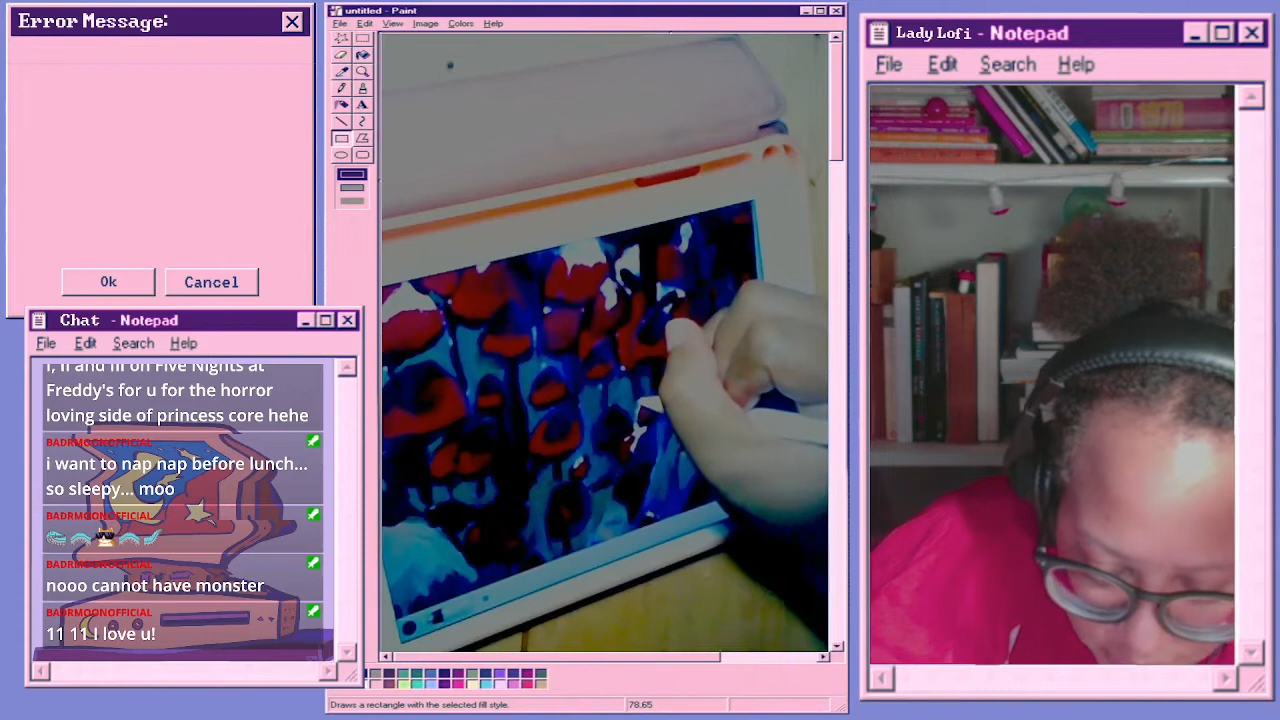 Error Message:
Ok
Cancel
untitled - Paint
File Edit View Image Colors Help
A
Draws a rectangle with the selected fill style.
78.65
Lady Lofi - Notepad
File Edit Search Help
Chat - Notepad
File Edit Search Help
Freddy's for u for the horror
loving side of princess core hehe
BADRMOONOFFICIAL
i want to nap nap before lunch...
so sleepy... moo
BADRMOONOFFICIAL
BADRMOONOFFICIAL
nooo cannot have monster
BADRMOONOFFICIAL
11 11 I love u!